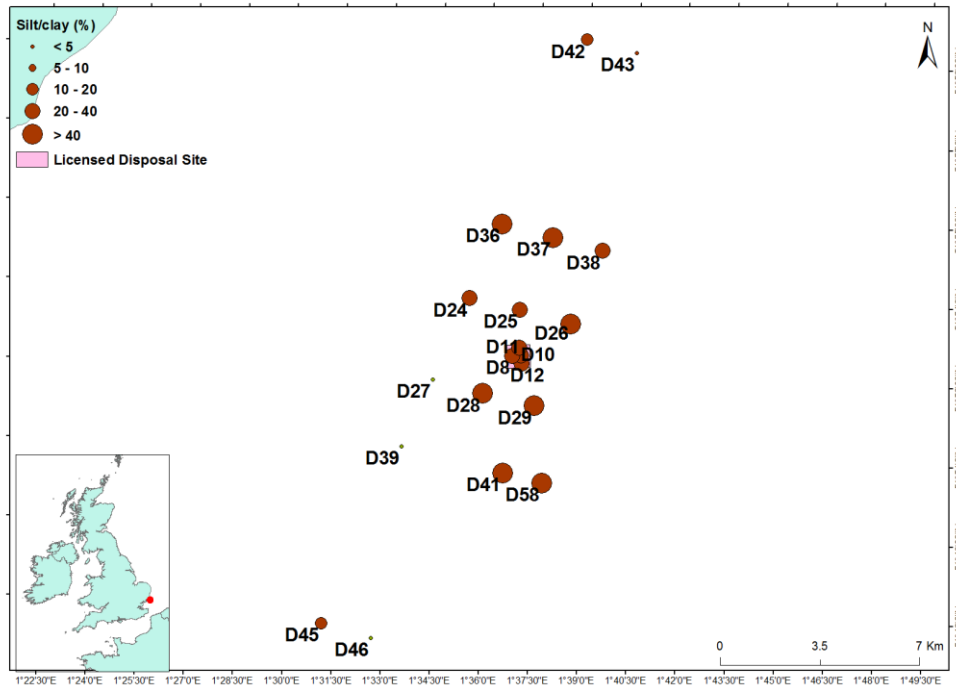 Silt/clay (%)
< 5
5 - 10
10 - 20
20 - 40
> 40
Licensed Disposal Site
N
D42
D43
D36
D37
D38
D24
D25
D26
D11
D10
D8
D12
D27
D28
D29
D39
D41
D58
D45
D46
0 3.5 7 Km
1°22'30"E 1°24'0"E 1°25'30"E 1°27'0"E 1°28'30"E 1°30'0"E 1°31'30"E 1°33'0"E 1°34'30"E 1°36'0"E 1°37'30"E 1°39'0"E 1°40'30"E 1°42'0"E 1°43'30"E 1°45'0"E 1°46'30"E 1°48'0"E 1°49'30"E